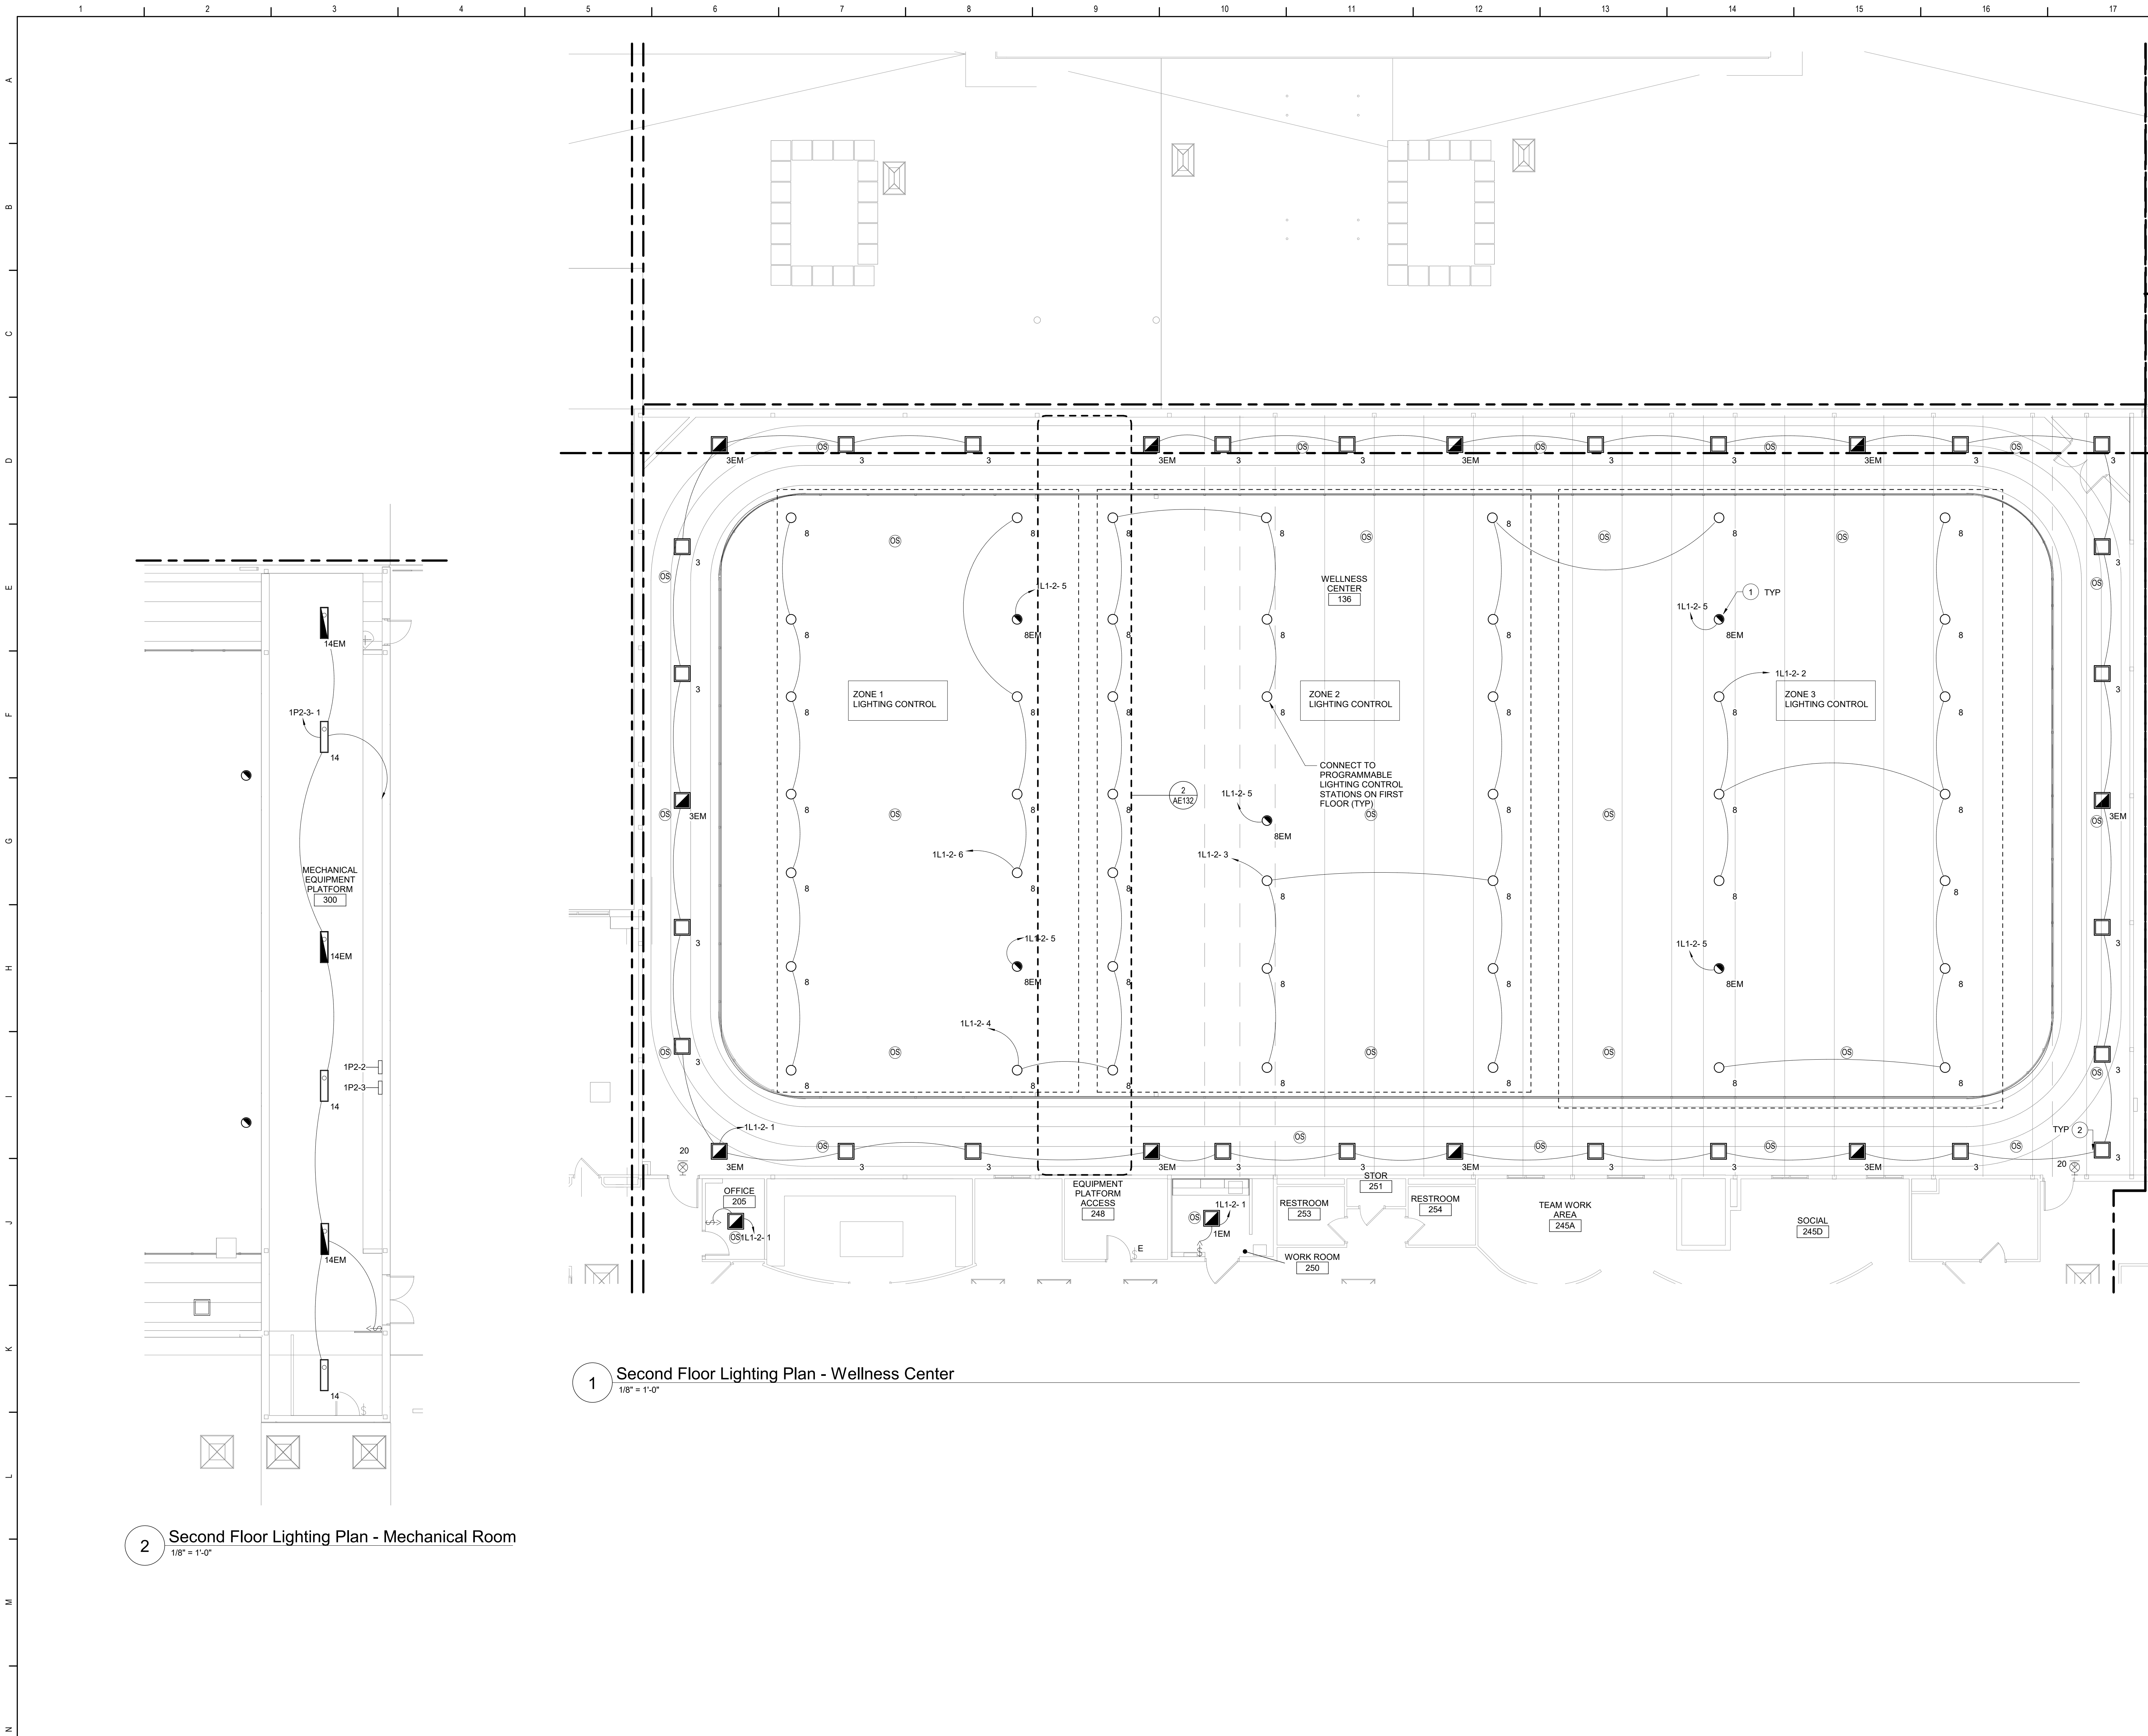 1 2 3 4 5 6 7 8 9 10 11 12 13 14 15 16 17
A
B
C
D
E
F
G
H
I
J
K
L
M
N
3EM 3 3 3EM 3 3 3EM 3 3 3EM 3 3
OS OS OS OS OS
8 8 8 8 8 8 8
OS OS OS OS
3 3
OS OS
WELLNESS
CENTER
136
1L1-2- 5
8EM
1L1-2- 5
8EM
1 TYP
8 8 8 8
3 3
1L1-2- 2
ZONE 1
LIGHTING CONTROL
ZONE 2
LIGHTING CONTROL
ZONE 3
LIGHTING CONTROL
8 8 8 8 8 8 8
CONNECT TO
PROGRAMMABLE
LIGHTING CONTROL
STATIONS ON FIRST
FLOOR (TYP)
2
AE132
1L1-2- 5
8EM
8 8 8 8 8 8
OS OS OS OS OS
3EM 3EM
1L1-2- 6
1L1-2- 3
8 8 8 8 8 8 8
3 3
1L1-2- 5
8EM
1L1-2- 5
8EM
8 8 8 8 8
1L1-2- 4
OS OS OS OS OS OS
3 3
8 8 8 8 8 8 8
1L1-2- 1
OS OS OS OS OS
TYP 2
20
3EM 3 3 3EM 3 3 3EM 3 3 3EM 3 3
20
OFFICE
205
OS
1L1-2- 1
EQUIPMENT
PLATFORM
ACCESS
248
E
OS
1L1-2- 1
1EM
WORK ROOM
250
RESTROOM
253
STOR
251
RESTROOM
254
TEAM WORK
AREA
245A
SOCIAL
245D
1
Second Floor Lighting Plan - Wellness Center
1/8" = 1'-0"
14EM
1P2-3- 1
14
MECHANICAL
EQUIPMENT
PLATFORM
300
14EM
1P2-2
1P2-3
14
14EM
14
2
Second Floor Lighting Plan - Mechanical Room
1/8" = 1'-0"